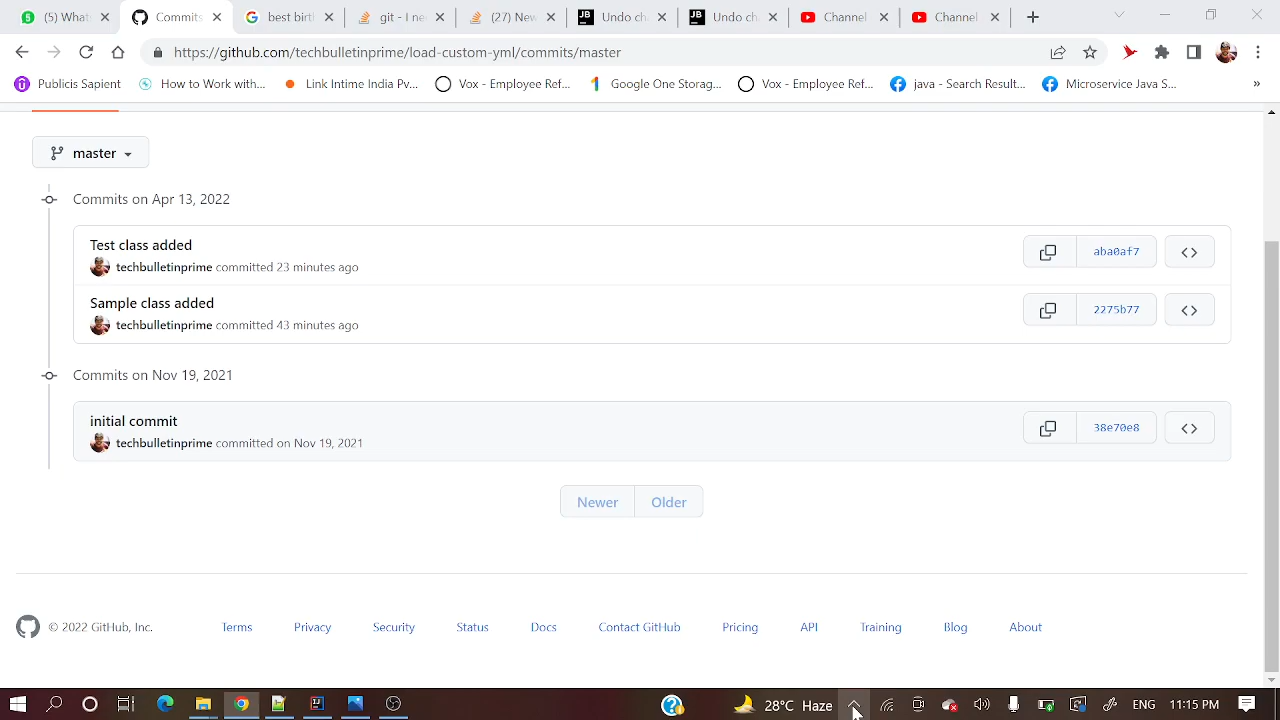 (5) Whats
Commits
best birt
git - I ne
(27) New
Undo ch
Undo ch
Channel
Channel
https://github.com/techbulletinprime/load-custom-yml/commits/master
Publicis Sapient
How to Work with...
Link Intime India Pv...
Vox - Employee Ref...
Google One Storag...
Vox - Employee Ref...
java - Search Result...
Microservice Java S...
»
master
Commits on Apr 13, 2022
Test class added
aba0af7
techbulletinprime committed 23 minutes ago
Sample class added
2275b77
techbulletinprime committed 43 minutes ago
Commits on Nov 19, 2021
initial commit
38e70e8
techbulletinprime committed on Nov 19, 2021
Newer Older
© 2022 GitHub, Inc.
Terms
Privacy
Security
Status
Docs
Contact GitHub
Pricing
API
Training
Blog
About
28°C Haze
ENG
11:15 PM